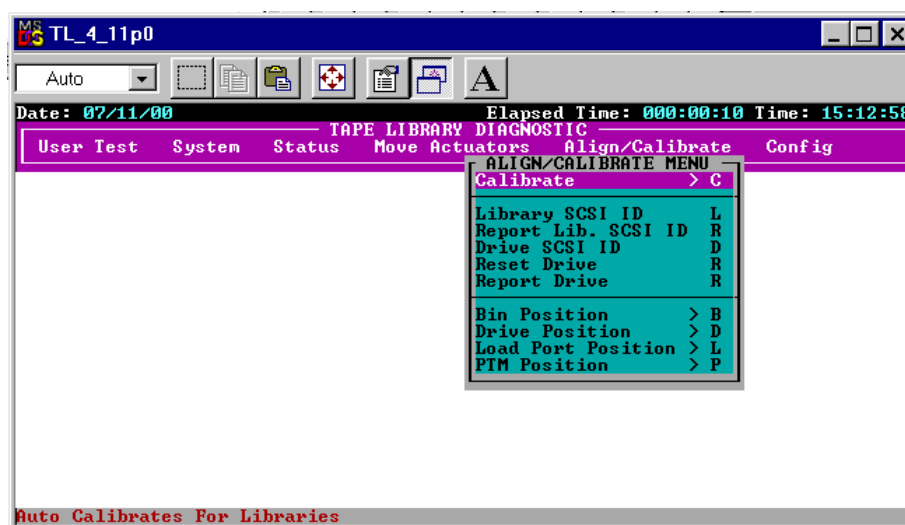 MS DOS TL_4_11p0
Auto A
Date: 07/11/00 Elapsed Time: 000:00:10 Time: 15:12:58
TAPE LIBRARY DIAGNOSTIC
User Test System Status Move Actuators Align/Calibrate Config
ALIGN/CALIBRATE MENU
Calibrate > C
Library SCSI ID L
Report Lib. SCSI ID R
Drive SCSI ID D
Reset Drive R
Report Drive R
Bin Position > B
Drive Position > D
Load Port Position > L
PTM Position > P
Auto Calibrates For Libraries